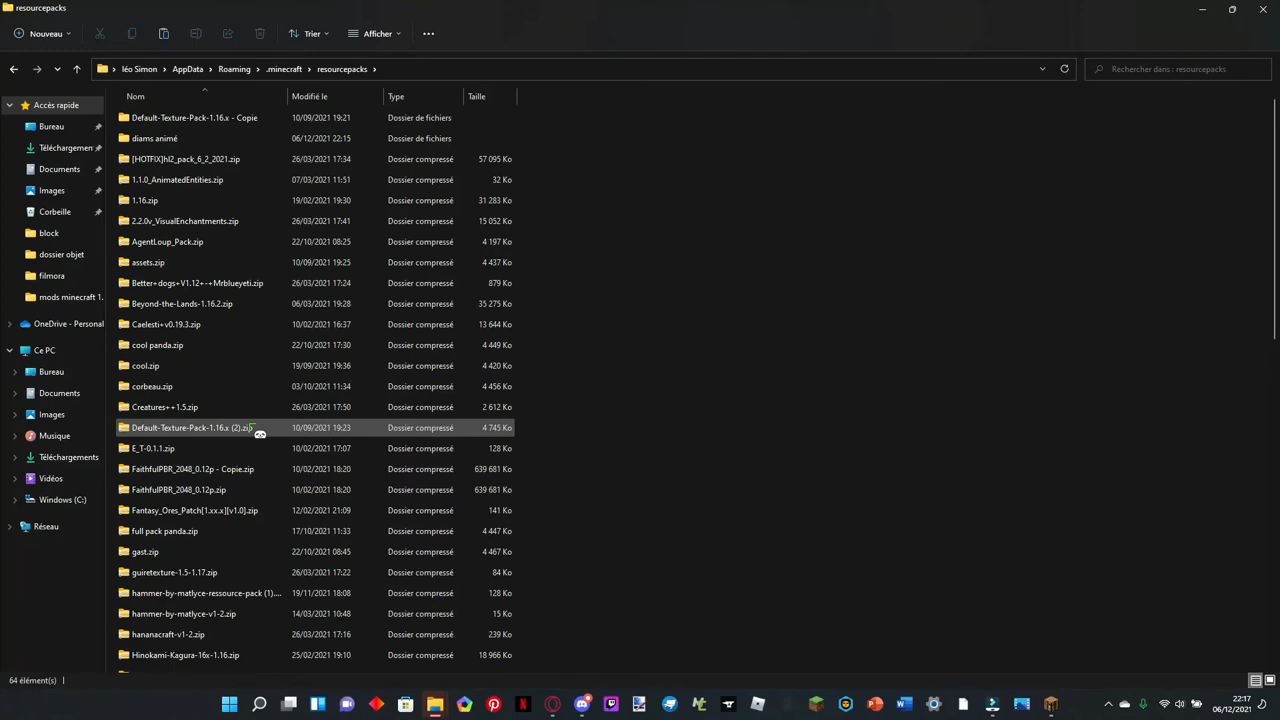 resourcepacks
Nouveau Trier Afficher
léo Simon > AppData > Roaming > .minecraft > resourcepacks > Rechercher dans : resourcepacks
Nom Modifié le Type Taille
Accès rapide
Bureau
Téléchargemen
Documents
Images
Corbeille
block
dossier objet
filmora
mods minecraft 1.
OneDrive - Personal
Ce PC
Bureau
Documents
Images
Musique
Téléchargements
Vidéos
Windows (C:)
Réseau
Default-Texture-Pack-1.16.x - Copie 10/09/2021 19:21 Dossier de fichiers
diams animé 06/12/2021 22:15 Dossier de fichiers
[HOTFIX]hl2_pack_6_2_2021.zip 26/03/2021 17:34 Dossier compressé 57 095 Ko
1.1.0_AnimatedEntities.zip 07/03/2021 11:51 Dossier compressé 32 Ko
1.16.zip 19/02/2021 19:30 Dossier compressé 31 283 Ko
2.2.0v_VisualEnchantments.zip 26/03/2021 17:41 Dossier compressé 15 052 Ko
AgentLoup_Pack.zip 22/10/2021 08:25 Dossier compressé 4 197 Ko
assets.zip 10/09/2021 19:25 Dossier compressé 4 437 Ko
Better+dogs+V1.12+-+Mrblueyeti.zip 26/03/2021 17:24 Dossier compressé 879 Ko
Beyond-the-Lands-1.16.2.zip 06/03/2021 19:28 Dossier compressé 35 275 Ko
Caelesti+v0.19.3.zip 10/02/2021 16:37 Dossier compressé 13 644 Ko
cool panda.zip 22/10/2021 17:30 Dossier compressé 4 449 Ko
cool.zip 19/09/2021 19:36 Dossier compressé 4 420 Ko
corbeau.zip 03/10/2021 11:34 Dossier compressé 4 456 Ko
Creatures++1.5.zip 26/03/2021 17:50 Dossier compressé 2 612 Ko
Default-Texture-Pack-1.16.x (2).zip 10/09/2021 19:23 Dossier compressé 4 745 Ko
E_T-0.1.1.zip 10/02/2021 17:07 Dossier compressé 128 Ko
FaithfulPBR_2048_0.12p - Copie.zip 10/02/2021 18:20 Dossier compressé 639 681 Ko
FaithfulPBR_2048_0.12p.zip 10/02/2021 18:20 Dossier compressé 639 681 Ko
Fantasy_Ores_Patch[1.xx.x][v1.0].zip 12/02/2021 21:09 Dossier compressé 141 Ko
full pack panda.zip 17/10/2021 11:33 Dossier compressé 4 447 Ko
gast.zip 22/10/2021 08:45 Dossier compressé 4 467 Ko
guiretexture-1.5-1.17.zip 26/03/2021 17:22 Dossier compressé 84 Ko
hammer-by-matlyce-ressource-pack (1).... 19/11/2021 18:08 Dossier compressé 128 Ko
hammer-by-matlyce-v1-2.zip 14/03/2021 10:48 Dossier compressé 15 Ko
hananacraft-v1-2.zip 26/03/2021 17:16 Dossier compressé 239 Ko
Hinokami-Kagura-16x-1.16.zip 25/02/2021 19:10 Dossier compressé 18 966 Ko
64 élément(s)
22:17
06/12/2021